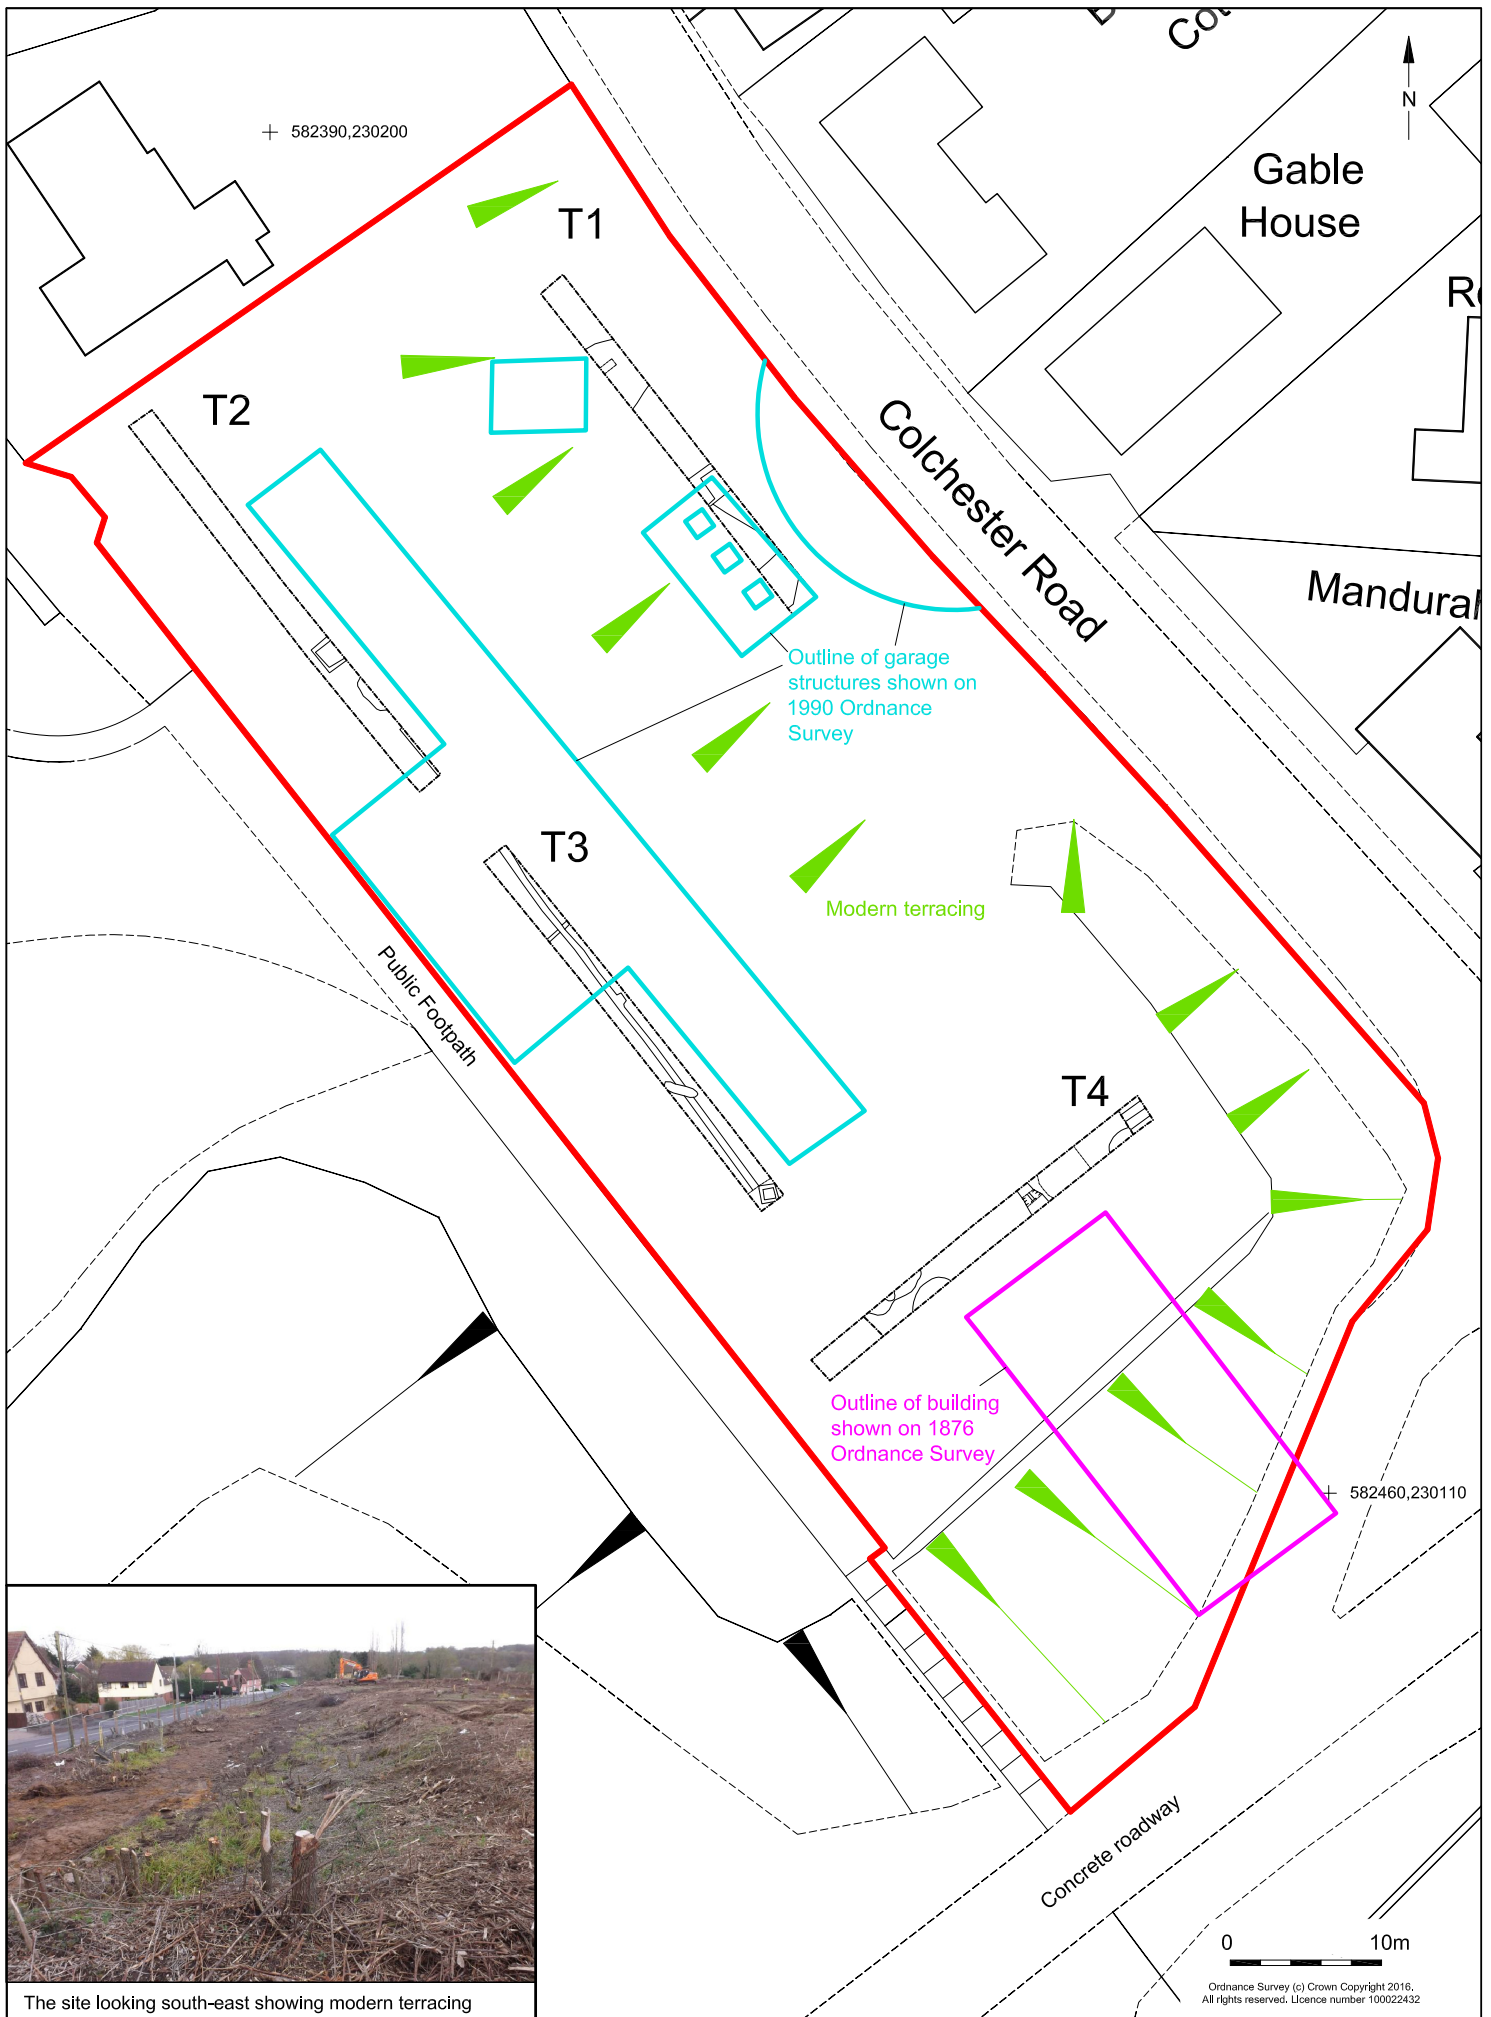 Cot
N
582390,230200
Gable
House
T1
T2
Colchester Road
Mandurah
Outline of garage
structures shown on
1990 Ordnance
Survey
T3
Modern terracing
Public Footpath
T4
Outline of building
shown on 1876
Ordnance Survey
582460,230110
Concrete roadway
0 10m
Ordnance Survey (c) Crown Copyright 2016.
All rights reserved. Licence number 100022432
The site looking south-east showing modern terracing